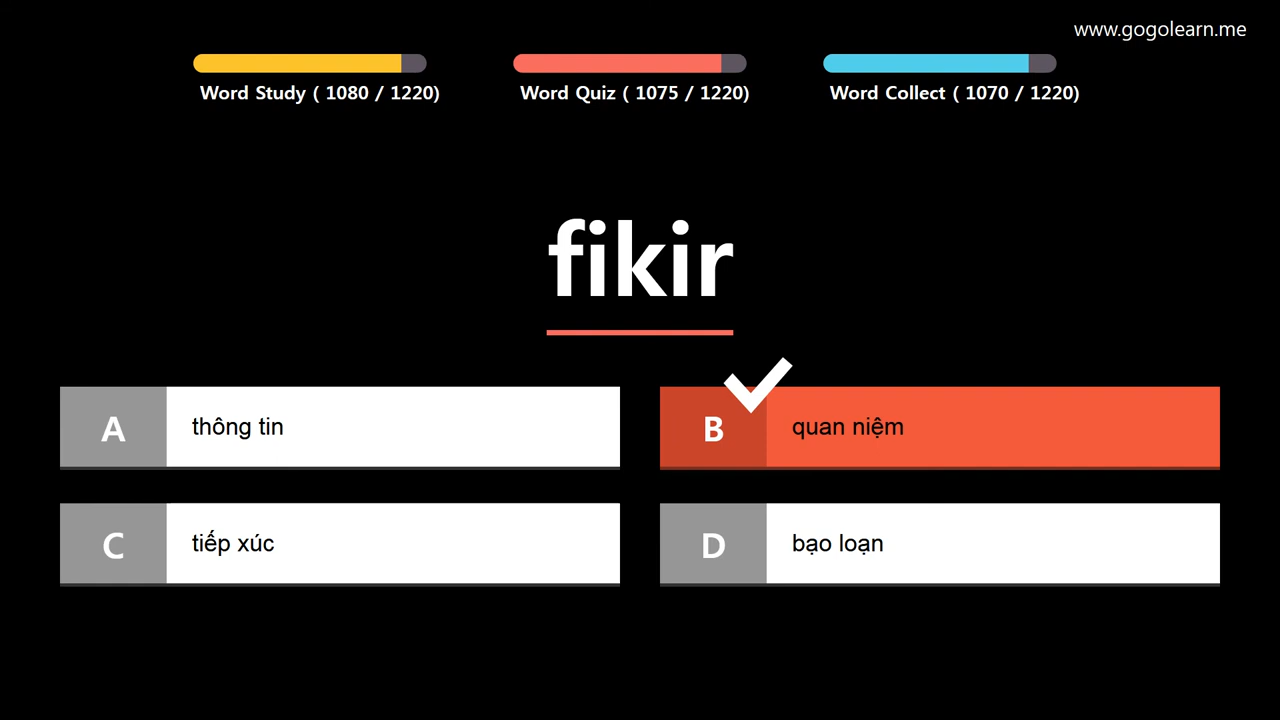 www.gogolearn.me
Word Study ( 1080 / 1220)
Word Quiz ( 1075 / 1220)
Word Collect ( 1070 / 1220)
fikir
A thông tin
B quan niệm
C tiếp xúc
D bạo loạn